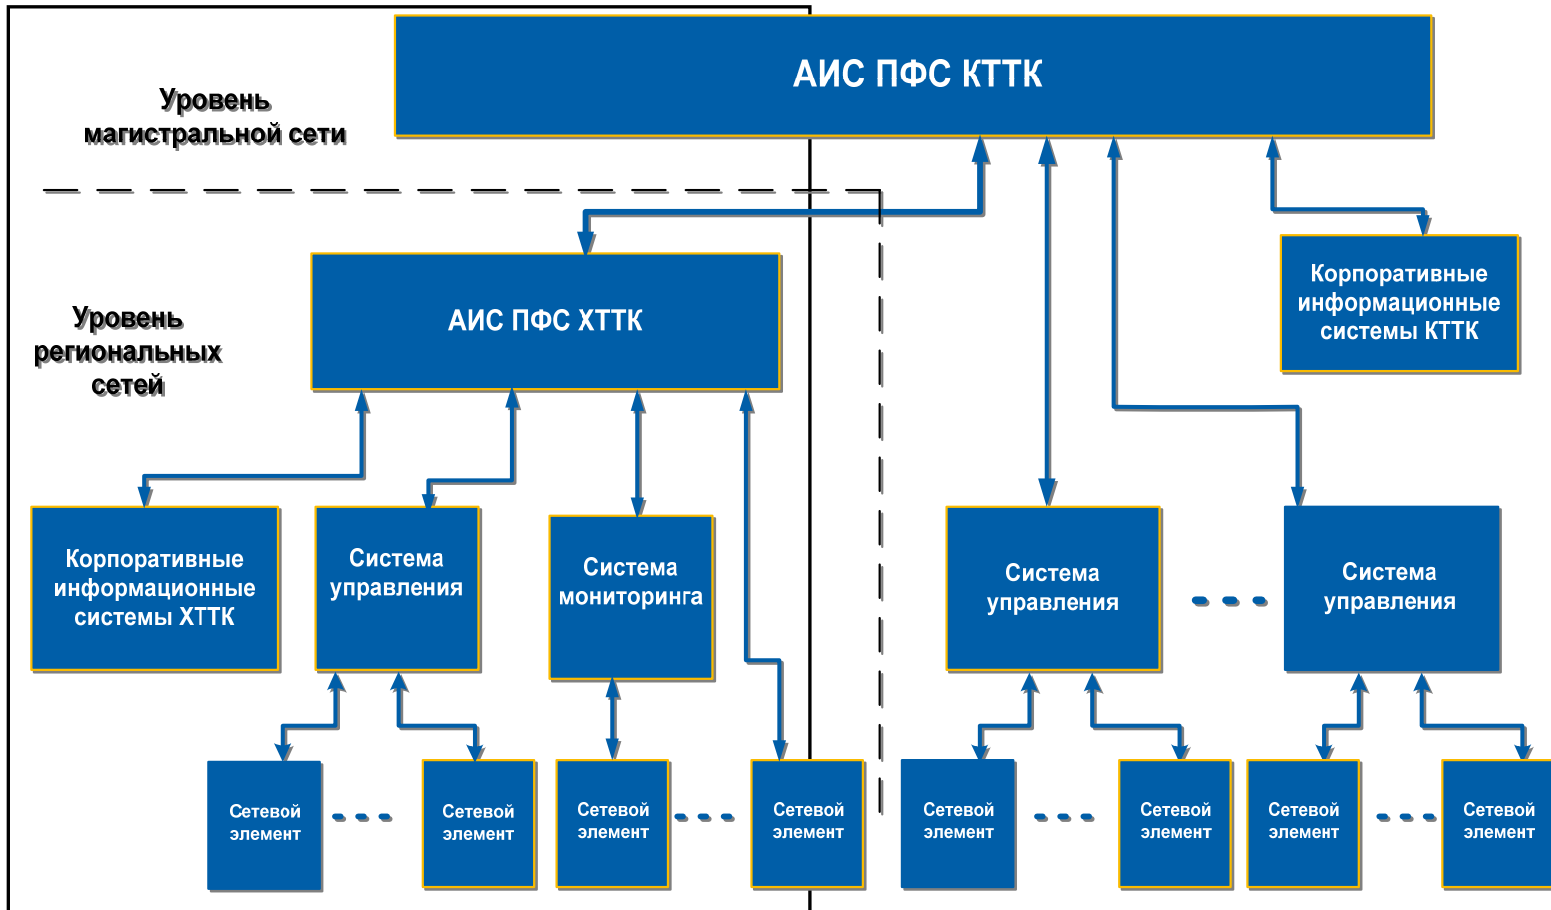 АИС ПФС КТТК
Уровень
магистральной сети
АИС ПФС ХТТК
Уровень
региональных
сетей
Корпоративные
информационные
системы КТТК
Корпоративные
информационные
системы ХТТК
Система
управления
Система
мониторинга
Система
управления
Система
управления
Сетевой
элемент
Сетевой
элемент
Сетевой
элемент
Сетевой
элемент
Сетевой
элемент
Сетевой
элемент
Сетевой
элемент
Сетевой
элемент